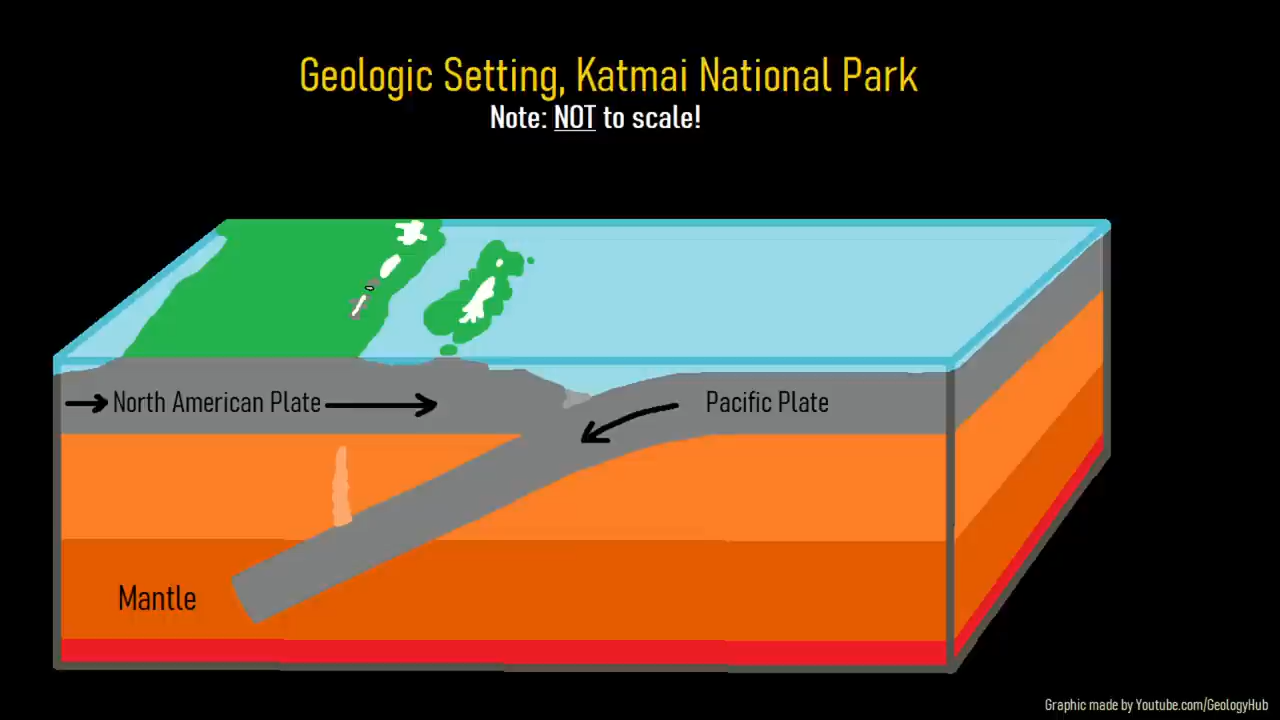 Geologic Setting, Katmai National Park
Note: NOT to scale!
North American Plate
Pacific Plate
Mantle
Graphic made by Youtube.com/GeologyHub